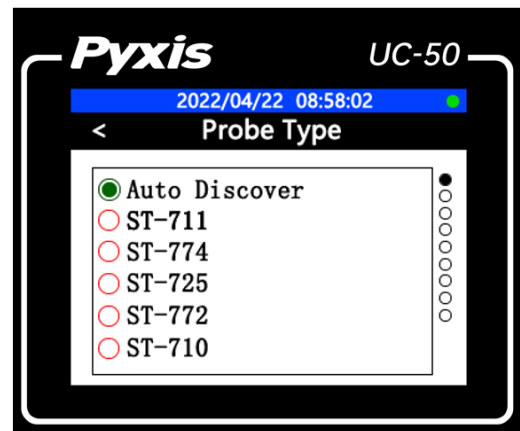 Pyxis UC-50
2022/04/22 08:58:02
< Probe Type
Auto Discover
ST-711
ST-774
ST-725
ST-772
ST-710